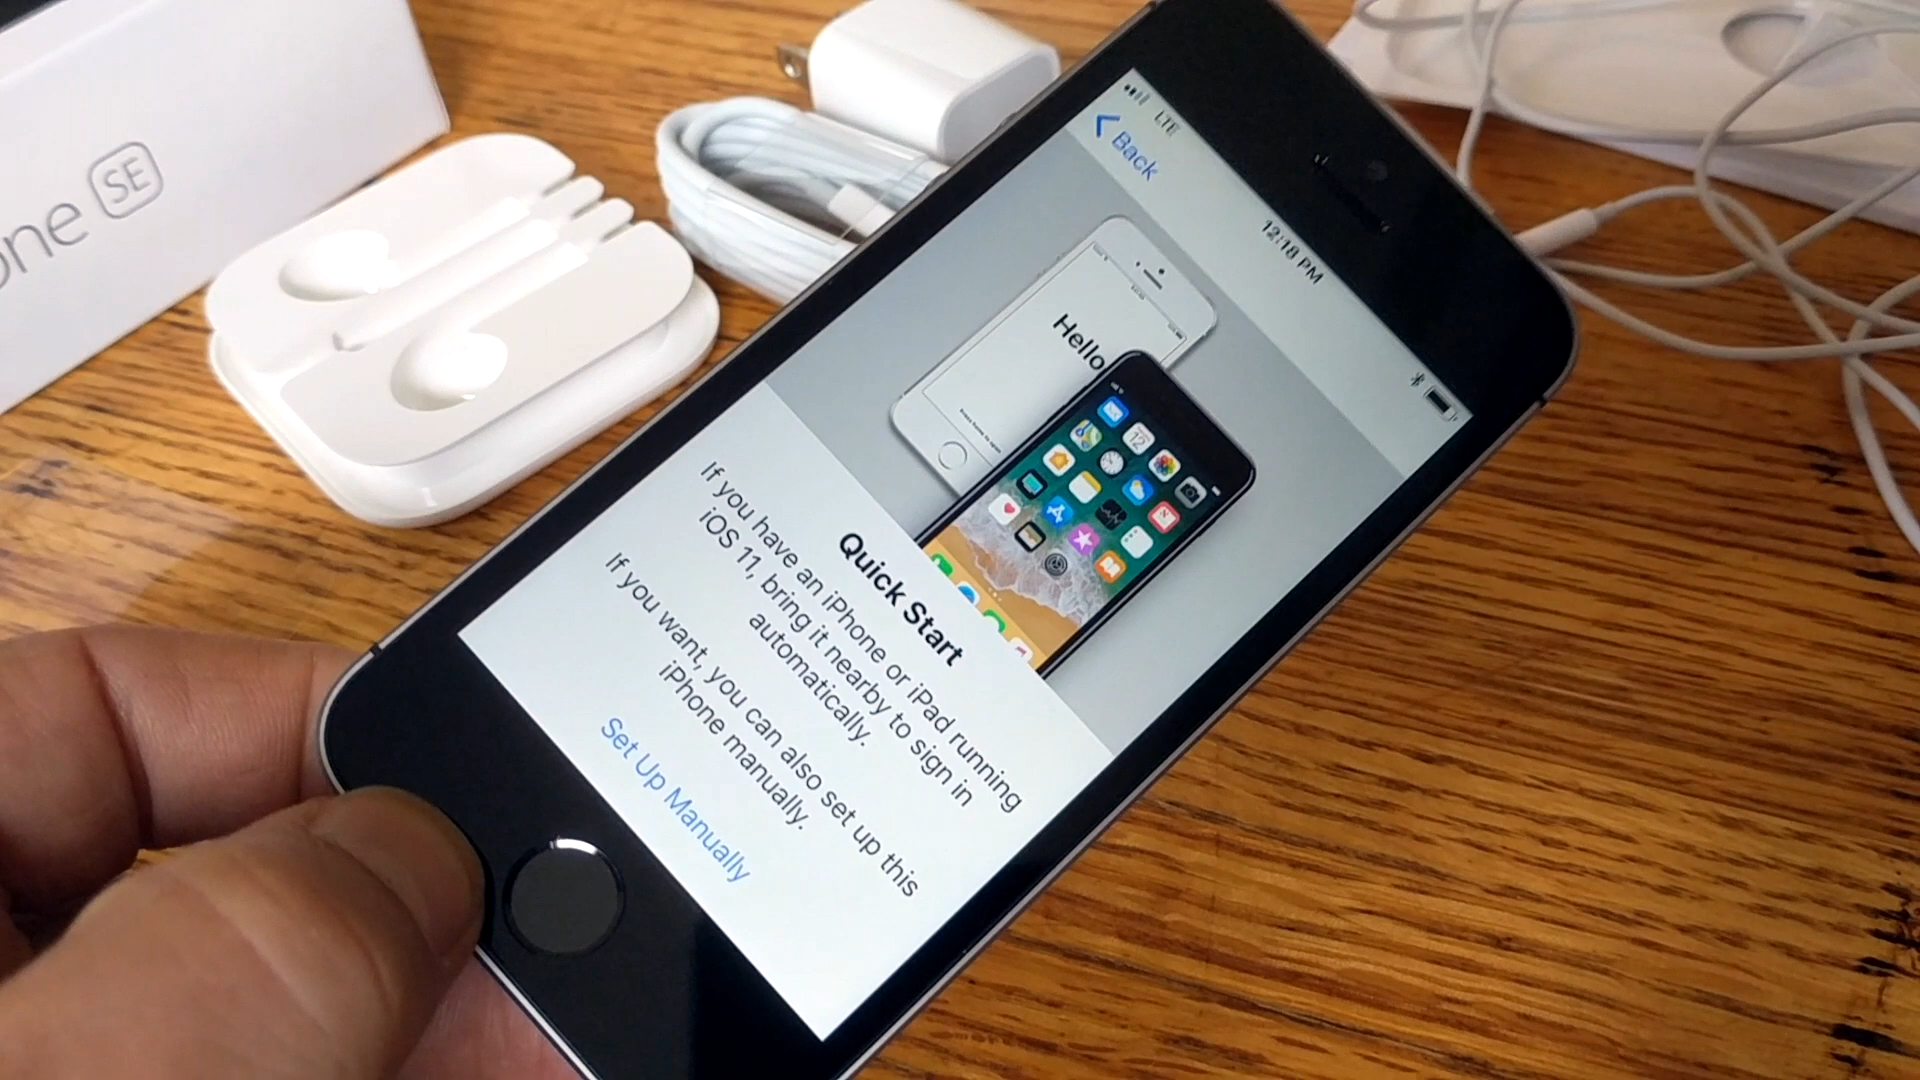 one SE
LTE
12:18 PM
Back
Hello
12
Quick Start
If you have an iPhone or iPad running
iOS 11, bring it nearby to sign in
automatically.
If you want, you can also set up this
iPhone manually.
Set Up Manually